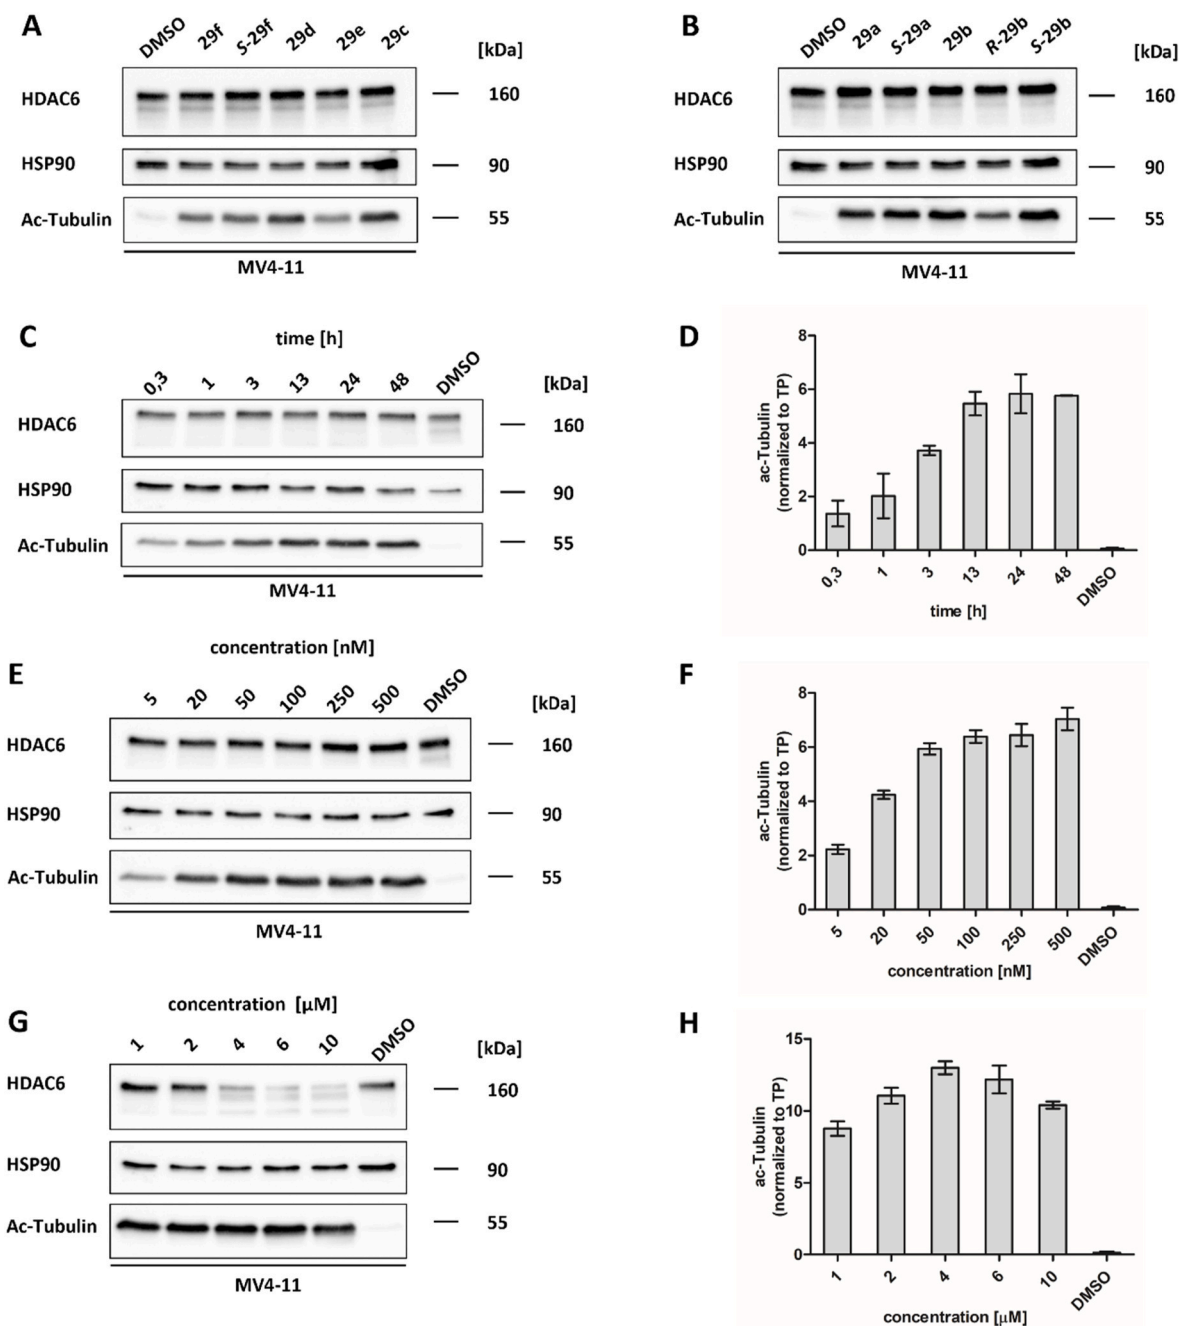 A
DMSO 29f S-29f 29d 29e 29c
[kDa]
HDAC6
160
HSP90
90
Ac-Tubulin
55
MV4-11
B
DMSO 29a S-29a 29b R-29b S-29b
[kDa]
HDAC6
160
HSP90
90
Ac-Tubulin
55
MV4-11
C
time [h]
0,3 1 3 13 24 48 DMSO
[kDa]
HDAC6
160
HSP90
90
Ac-Tubulin
55
MV4-11
D
ac-Tubulin
(normalized to TP)
8
6
4
2
0
0,3 1 3 13 24 48 DMSO
time [h]
E
concentration [nM]
5 20 50 100 250 500 DMSO
[kDa]
HDAC6
160
HSP90
90
Ac-Tubulin
55
MV4-11
F
ac-Tubulin
(normalized to TP)
8
6
4
2
0
5 20 50 100 250 500 DMSO
concentration [nM]
G
concentration [µM]
1 2 4 6 10 DMSO
[kDa]
HDAC6
160
HSP90
90
Ac-Tubulin
55
MV4-11
H
ac-Tubulin
(normalized to TP)
15
10
5
0
1 2 4 6 10 DMSO
concentration [µM]